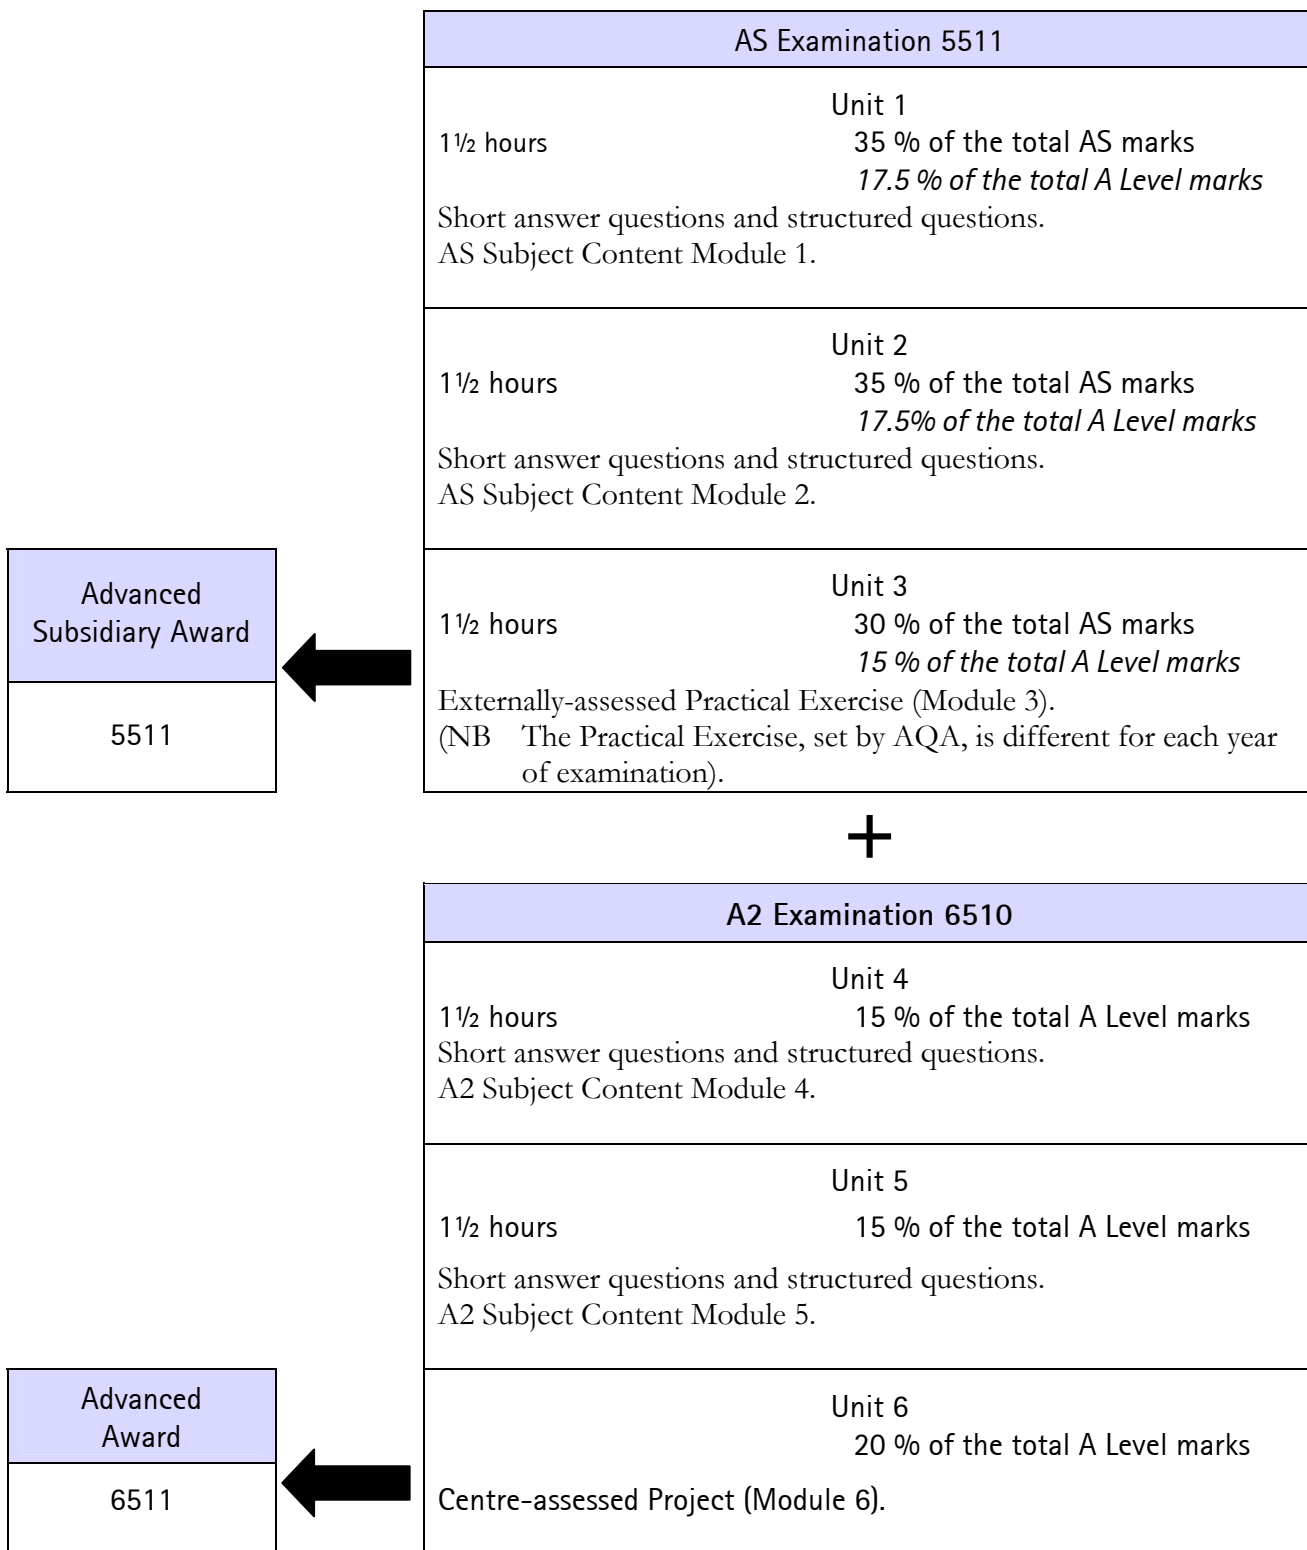 AS Examination 5511
Unit 1
1½ hours 35 % of the total AS marks
17.5 % of the total A Level marks
Short answer questions and structured questions.
AS Subject Content Module 1.
Unit 2
1½ hours 35 % of the total AS marks
17.5% of the total A Level marks
Short answer questions and structured questions.
AS Subject Content Module 2.
Advanced
Subsidiary Award
5511
Unit 3
1½ hours 30 % of the total AS marks
15 % of the total A Level marks
Externally-assessed Practical Exercise (Module 3).
(NB The Practical Exercise, set by AQA, is different for each year
of examination).
+
A2 Examination 6510
Unit 4
1½ hours 15 % of the total A Level marks
Short answer questions and structured questions.
A2 Subject Content Module 4.
Unit 5
1½ hours 15 % of the total A Level marks
Short answer questions and structured questions.
A2 Subject Content Module 5.
Advanced
Award
6511
Unit 6
20 % of the total A Level marks
Centre-assessed Project (Module 6).